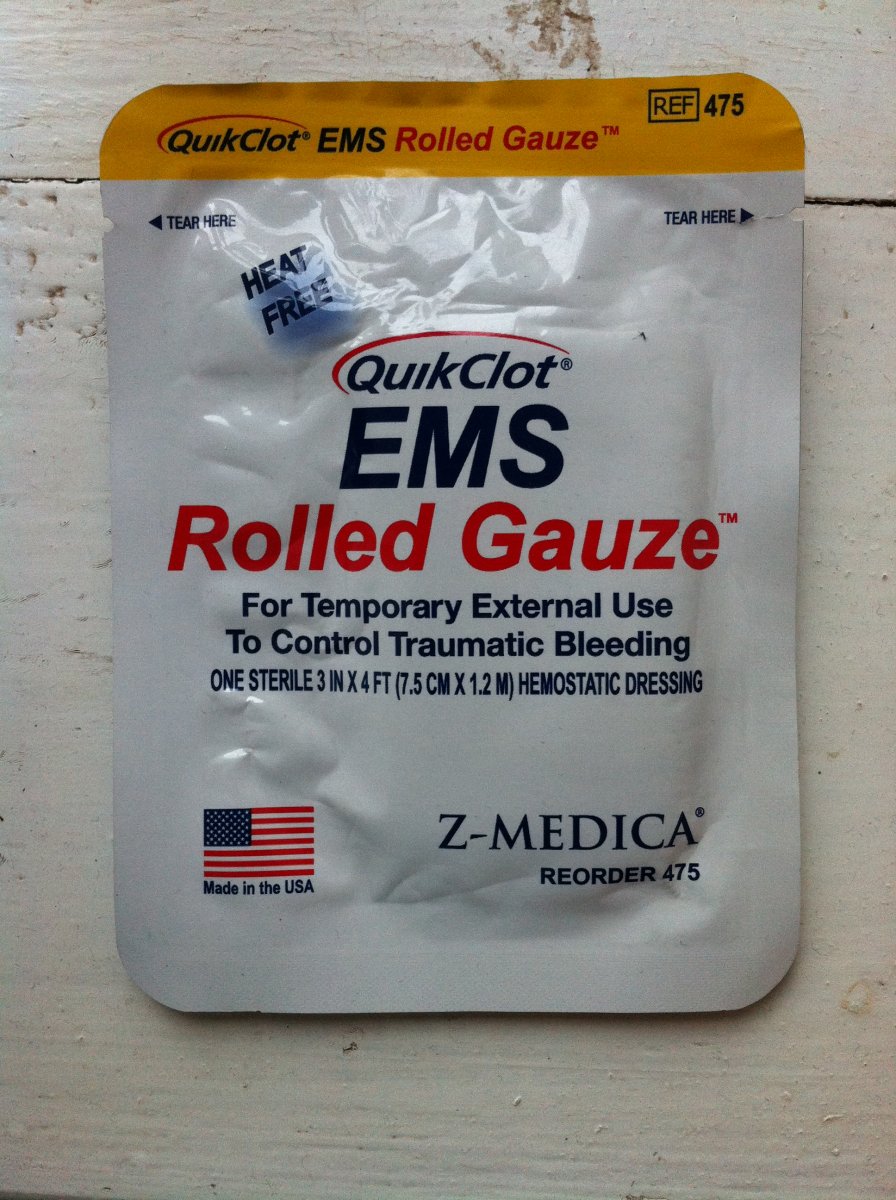 REF 475
QuikClot® EMS Rolled Gauze™
◀ TEAR HERE
TEAR HERE ▶
HEAT
FREE
QuikClot®
EMS
Rolled Gauze™
For Temporary External Use
To Control Traumatic Bleeding
ONE STERILE 3 IN X 4 FT (7.5 CM X 1.2 M) HEMOSTATIC DRESSING
Z-MEDICA®
REORDER 475
Made in the USA